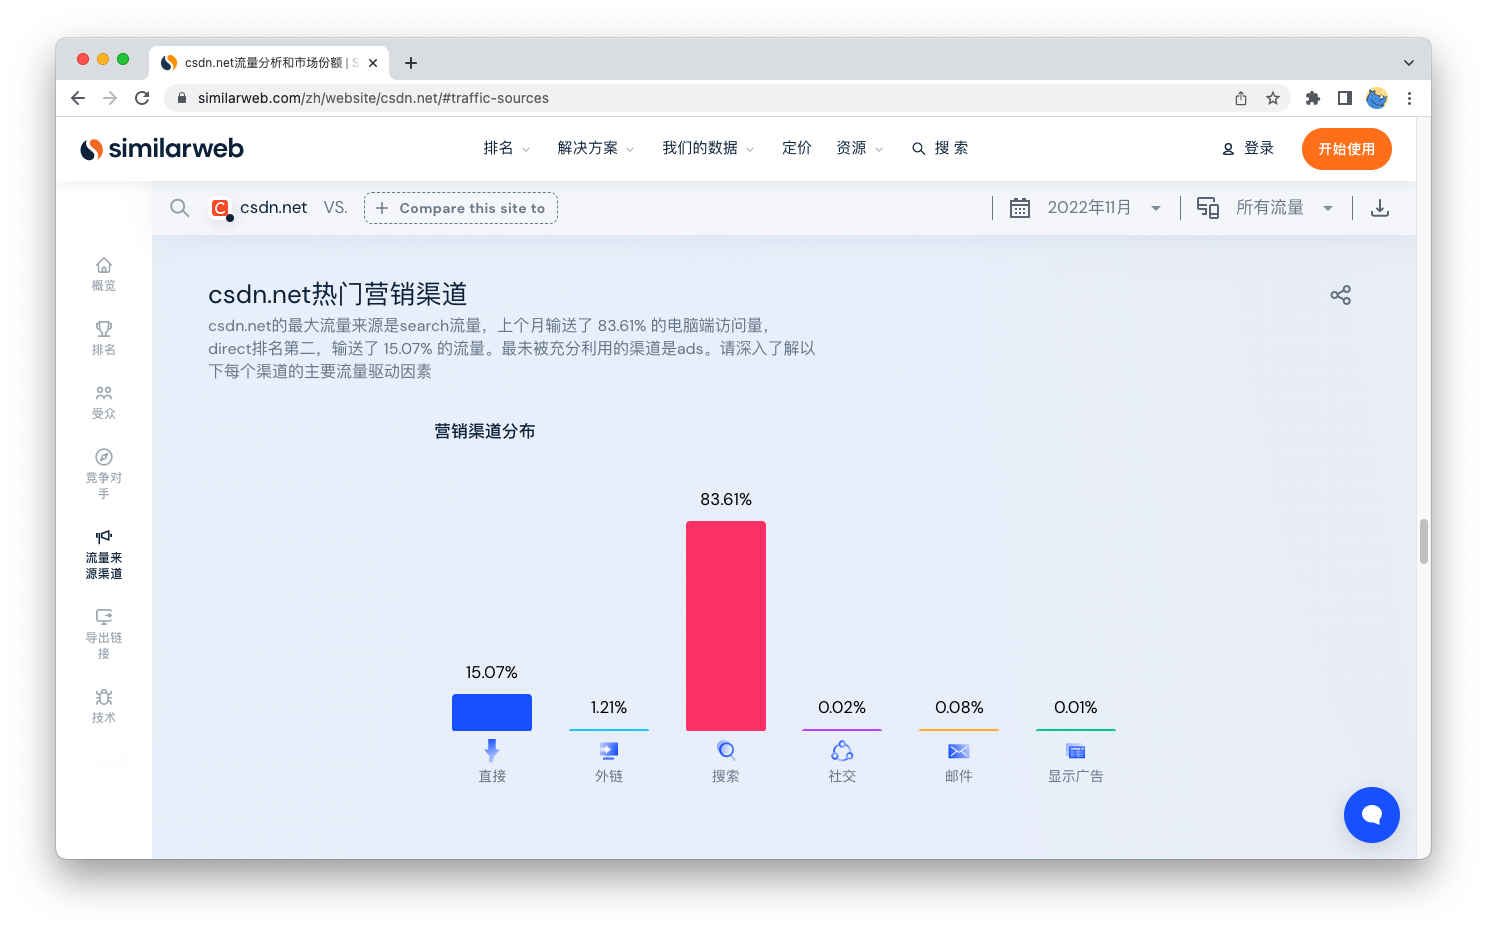 csdn.net流量分析和市场份额 | S
similarweb.com/zh/website/csdn.net/#traffic-sources
similarweb
排名
解决方案
我们的数据
定价
资源
搜 索
登录
开始使用
csdn.net
VS.
Compare this site to
2022年11月
所有流量
概览
排名
受众
竞争对
手
流量来
源渠道
导出链
接
技术
csdn.net热门营销渠道
csdn.net的最大流量来源是search流量，上个月输送了 83.61% 的电脑端访问量，
direct排名第二，输送了 15.07% 的流量。最未被充分利用的渠道是ads。请深入了解以
下每个渠道的主要流量驱动因素
营销渠道分布
15.07%
1.21%
83.61%
0.02%
0.08%
0.01%
直接
外链
搜索
社交
邮件
显示广告